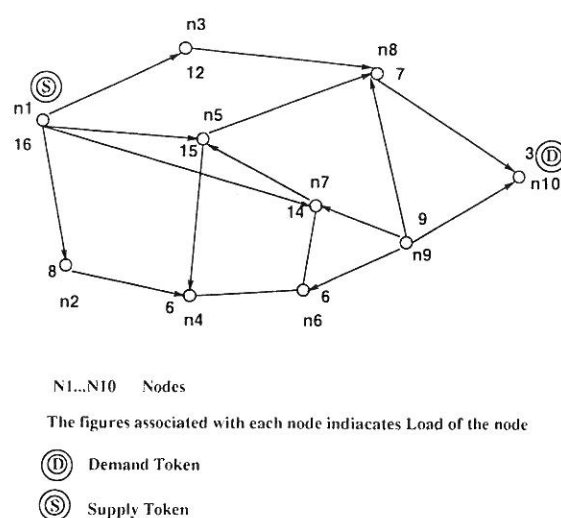 n3
12
n8
7
S
n1
16
n5
15
3
D
n10
n7
14
9
n9
8
n2
6
n4
6
n6
N1...N10 Nodes
The figures associated with each node indiacates Load of the node
D Demand Token
S Supply Token